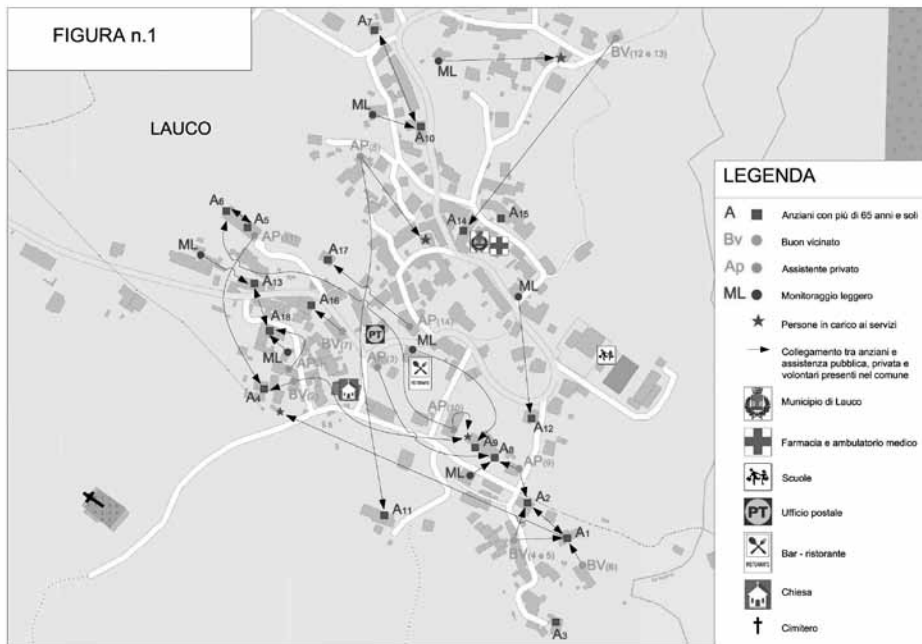 FIGURA n.1
LAUCO
A7
BV(12 e 13)
ML
ML
A10
AP(8)
A6
A5
A15
A14
ML
A17
A13
ML
A16
A18
AP(14)
PT
BV(7)
AP(3)
ML
RISTORANTE
ML
A4
AP(10)
A12
A9
A8
AP(9)
ML
A2
A11
A1
BV(4 e 5)
BV(6)
A3
LEGENDA
A Anziani con più di 65 anni e soli
Bv Buon vicinato
Ap Assistente privato
ML Monitoraggio leggero
Persone in carico ai servizi
Collegamento tra anziani e
assistenza pubblica, privata e
volontari presenti nel comune
Municipio di Lauco
Farmacia e ambulatorio medico
Scuole
PT Ufficio postale
RISTORANTE Bar - ristorante
Chiesa
Cimitero